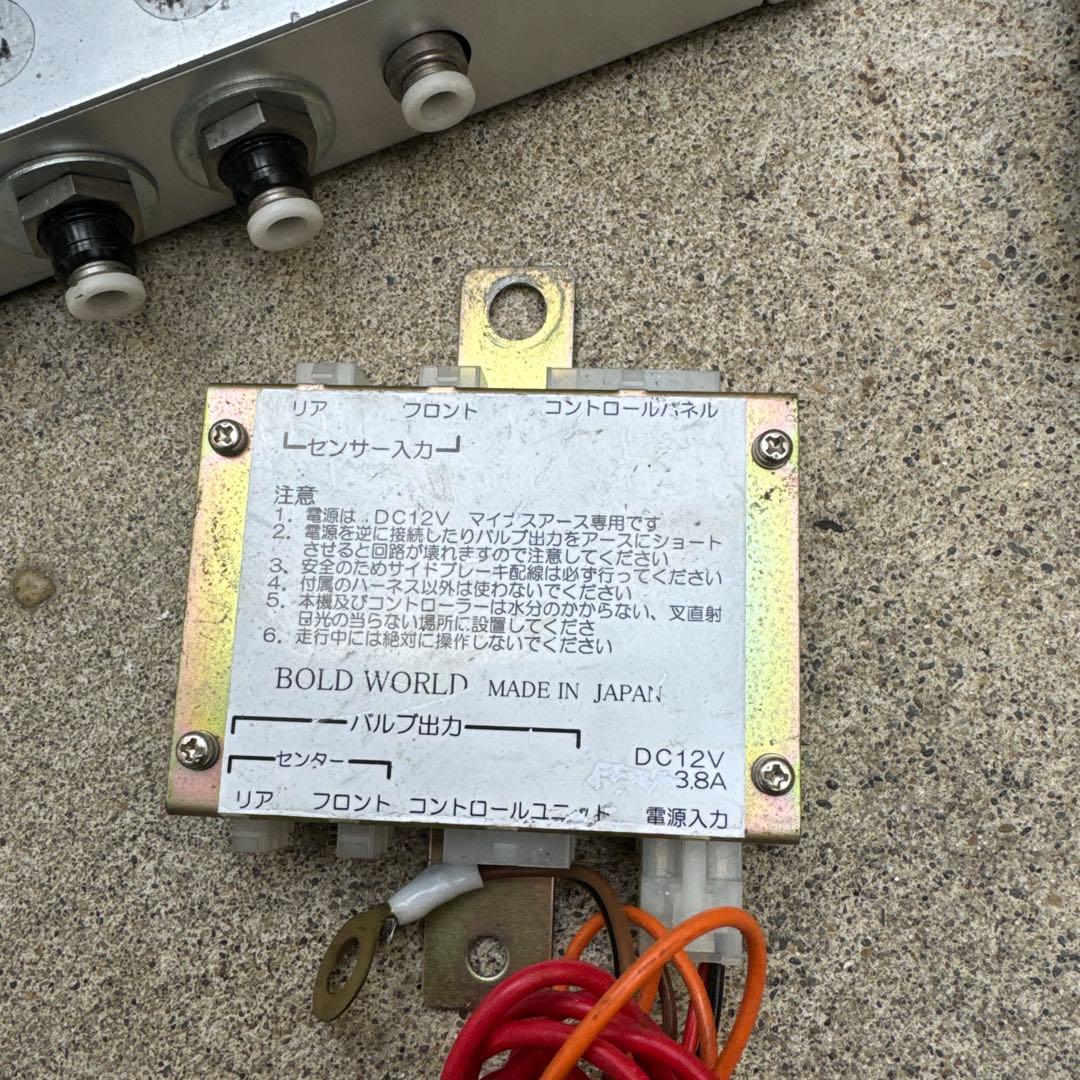 リア フロント コントロールパネル
センサー入力
注意
1. 電源は、DC12V マイナスアース専用です
2. 電源を逆に接続したりバルブ出力をアースにショート
させると回路が壊れますので注意してください
3. 安全のためサイドブレーキ配線は必ず行ってください
4. 付属のハーネス以外は使わないでください
5. 本機及びコントローラーは水分のかからない、又直射
日光の当らない場所に設置してくださ
6. 走行中には絶対に操作しないでください
BOLD WORLD MADE IN JAPAN
バルブ出力
センター
DC12V
3.8A
リア フロント コントロールユニット 電源入力